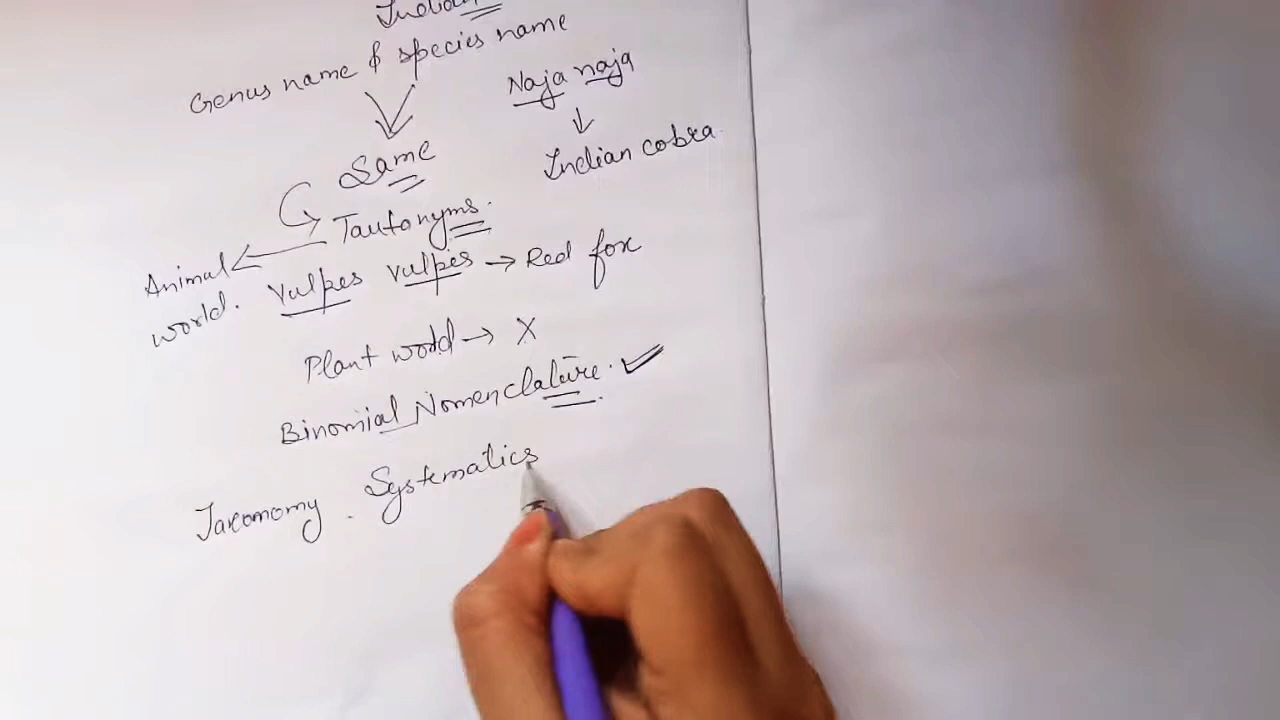 Indian
Genus name & species name
Naja naja
Same
Indian cobra.
Tautonyms.
Animal world.
Vulpes vulpes → Red fox
Plant world → X
Binomial Nomenclature. ✓
Taxonomy. Systematics